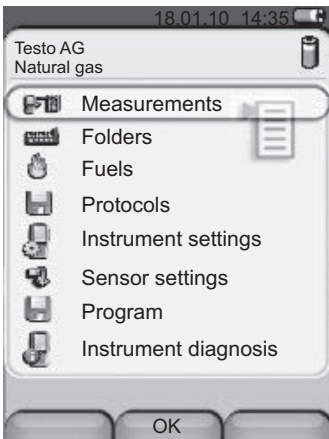 18.01.10 14:35
Testo AG
Natural gas
Measurements
Folders
Fuels
Protocols
Instrument settings
Sensor settings
Program
Instrument diagnosis
OK